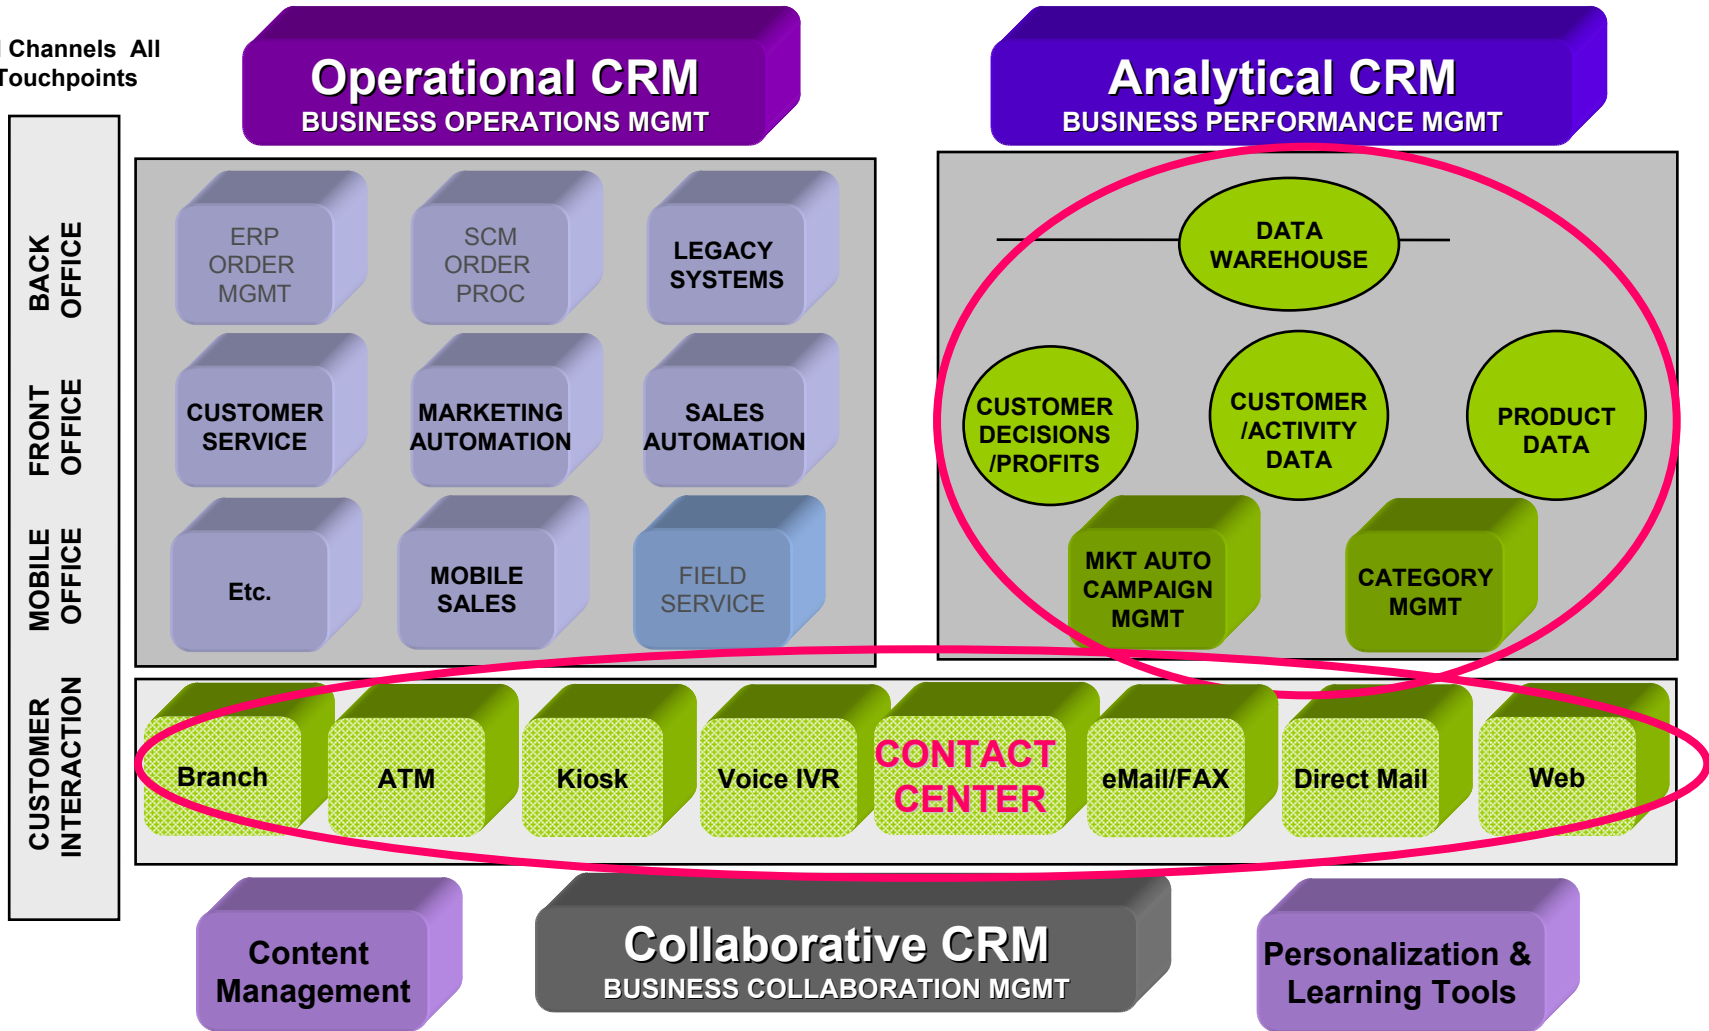 Channels All
Touchpoints
Operational CRM
BUSINESS OPERATIONS MGMT
Analytical CRM
BUSINESS PERFORMANCE MGMT
BACK
OFFICE
FRONT
OFFICE
MOBILE
OFFICE
CUSTOMER
INTERACTION
ERP
ORDER
MGMT
SCM
ORDER
PROC
LEGACY
SYSTEMS
CUSTOMER
SERVICE
MARKETING
AUTOMATION
SALES
AUTOMATION
Etc.
MOBILE
SALES
FIELD
SERVICE
DATA
WAREHOUSE
CUSTOMER
DECISIONS
/PROFITS
CUSTOMER
/ACTIVITY
DATA
PRODUCT
DATA
MKT AUTO
CAMPAIGN
MGMT
CATEGORY
MGMT
Branch
ATM
Kiosk
Voice IVR
CONTACT
CENTER
eMail/FAX
Direct Mail
Web
Content
Management
Collaborative CRM
BUSINESS COLLABORATION MGMT
Personalization &
Learning Tools